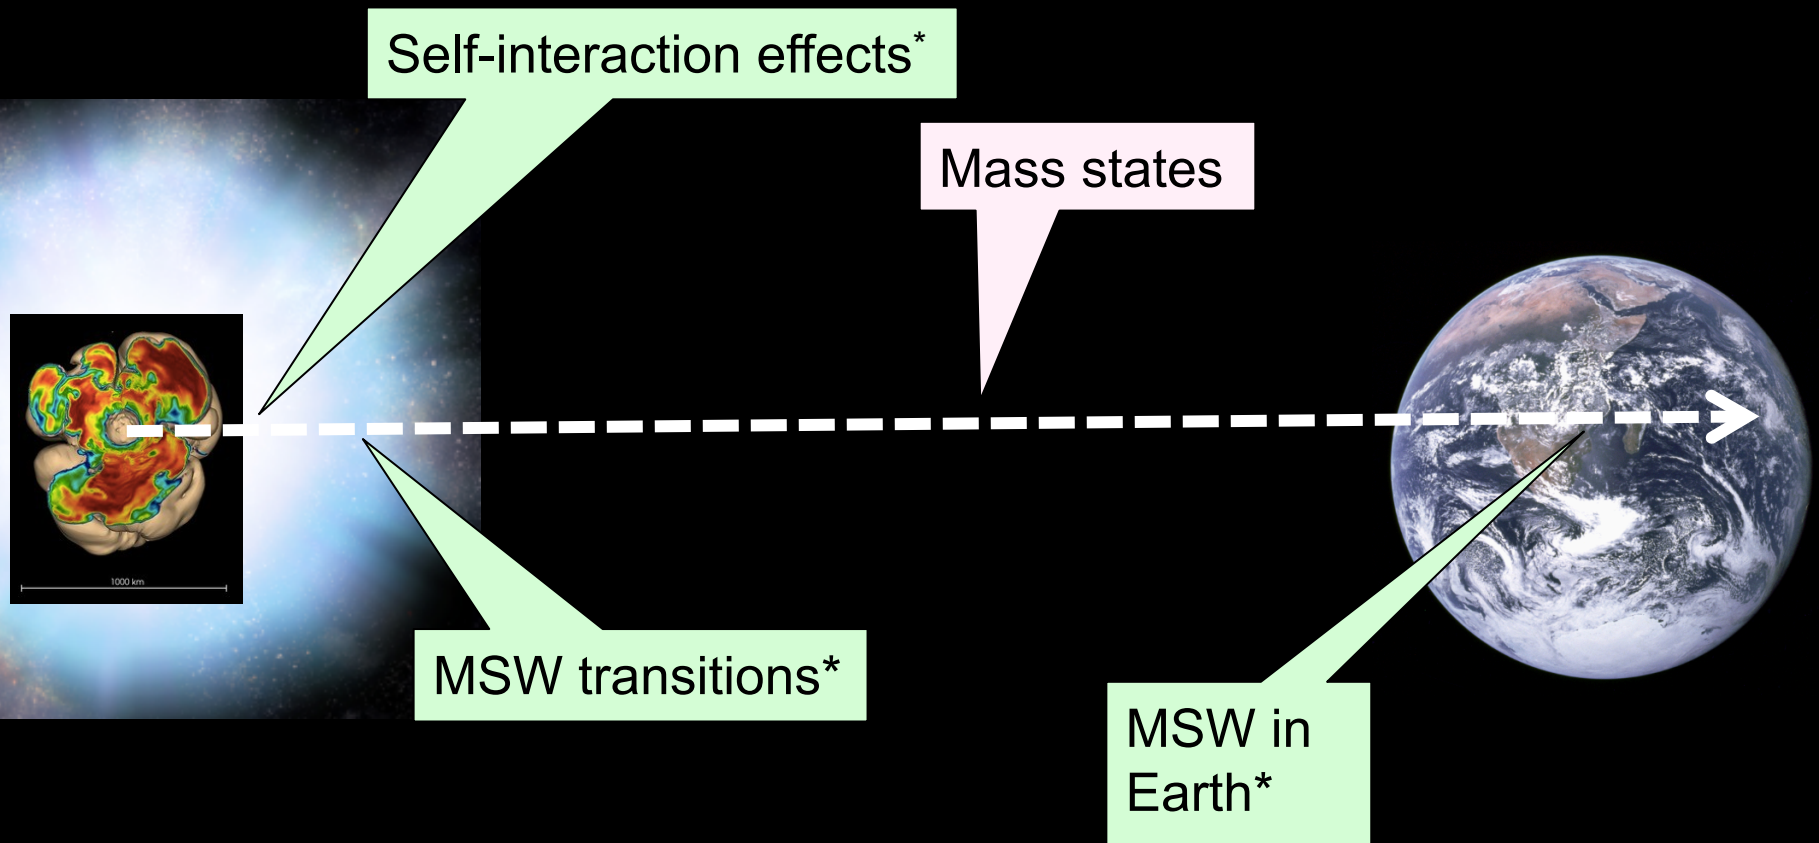 Self-interaction effects*
Mass states
1000 km
MSW transitions*
MSW in
Earth*